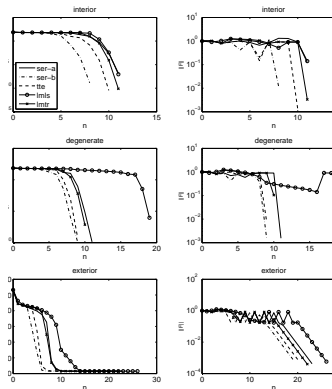 interior
interior
10^1
10^0
10^-1
|r^n|
10^-2
10^-3
ser-a
ser-b
tte
lmls
lmtr
0 5 10 15
n
0 5 10 15
n
degenerate
degenerate
10^1
10^0
10^-1
|r^n|
10^-2
10^-3
0 5 10 15 20
n
0 5 10 15
n
exterior
exterior
10^2
10^0
|r^n|
10^-2
10^-4
0 10 20 30
n
0 10 20
n